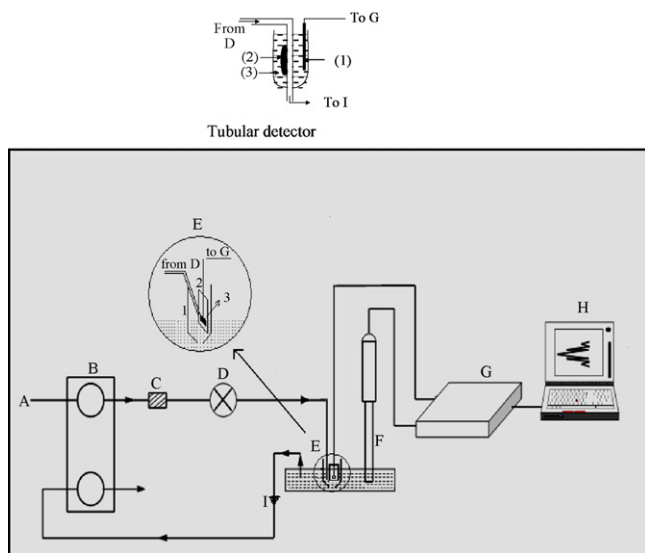 To G
From
D
(2)
(1)
(3)
To I
Tubular detector
E
to G
from D
2
3
1
H
B
C
D
G
A
E
F
I